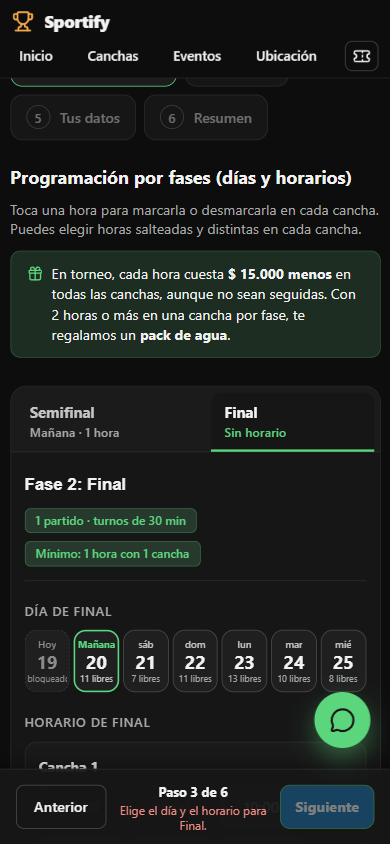 Sportify
Inicio
Canchas
Eventos
Ubicación
5 Tus datos
6 Resumen
Programación por fases (días y horarios)
Toca una hora para marcarla o desmarcarla en cada cancha.
Puedes elegir horas salteadas y distintas en cada cancha.
En torneo, cada hora cuesta $ 15.000 menos en
todas las canchas, aunque no sean seguidas. Con
2 horas o más en una cancha por fase, te
regalamos un pack de agua.
Semifinal
Mañana · 1 hora
Final
Sin horario
Fase 2: Final
1 partido · turnos de 30 min
Mínimo: 1 hora con 1 cancha
DÍA DE FINAL
Hoy
19
bloqueado
Mañana
20
11 libres
sáb
21
7 libres
dom
22
11 libres
lun
23
13 libres
mar
24
10 libres
mié
25
8 libres
HORARIO DE FINAL
Cancha 1
Anterior
Paso 3 de 6
Elige el día y el horario para
Final.
Siguiente